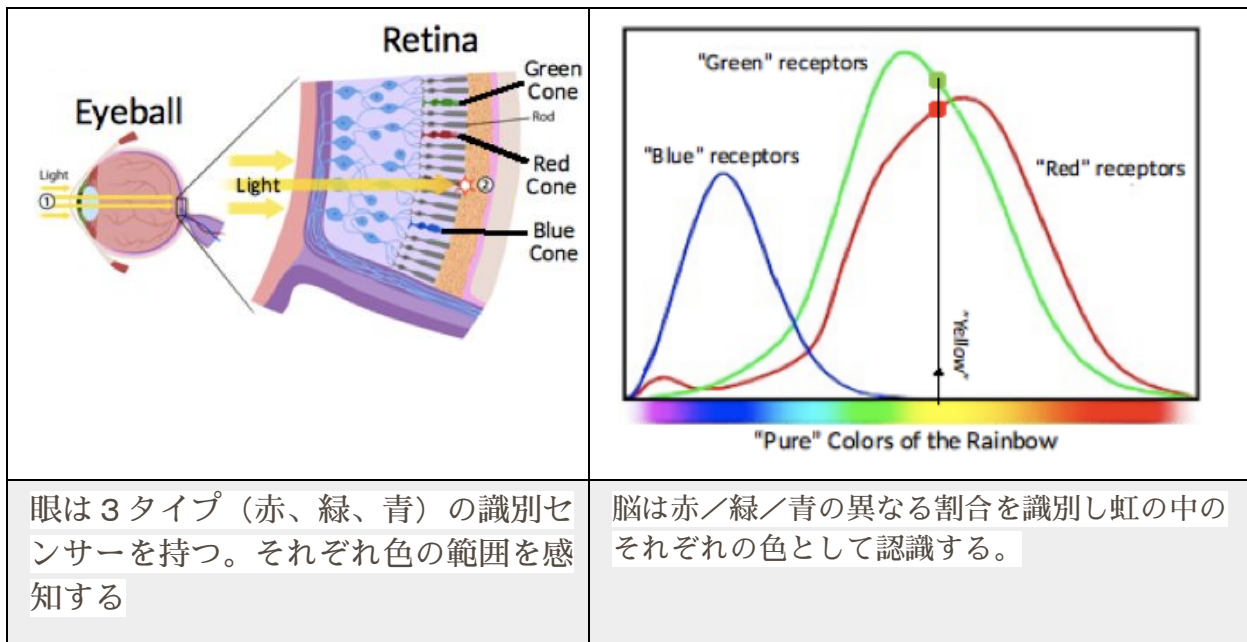 Retina
Green
Cone
Rod
Eyeball
Red
Cone
Light
①
Light
②
Blue
Cone
"Green" receptors
"Blue" receptors
"Red" receptors
"Yellow"
"Pure" Colors of the Rainbow
眼は3タイプ（赤、緑、青）の識別セ
ンサーを持つ。それぞれ色の範囲を感
知する
脳は赤／緑／青の異なる割合を識別し虹の中の
それぞれの色として認識する。